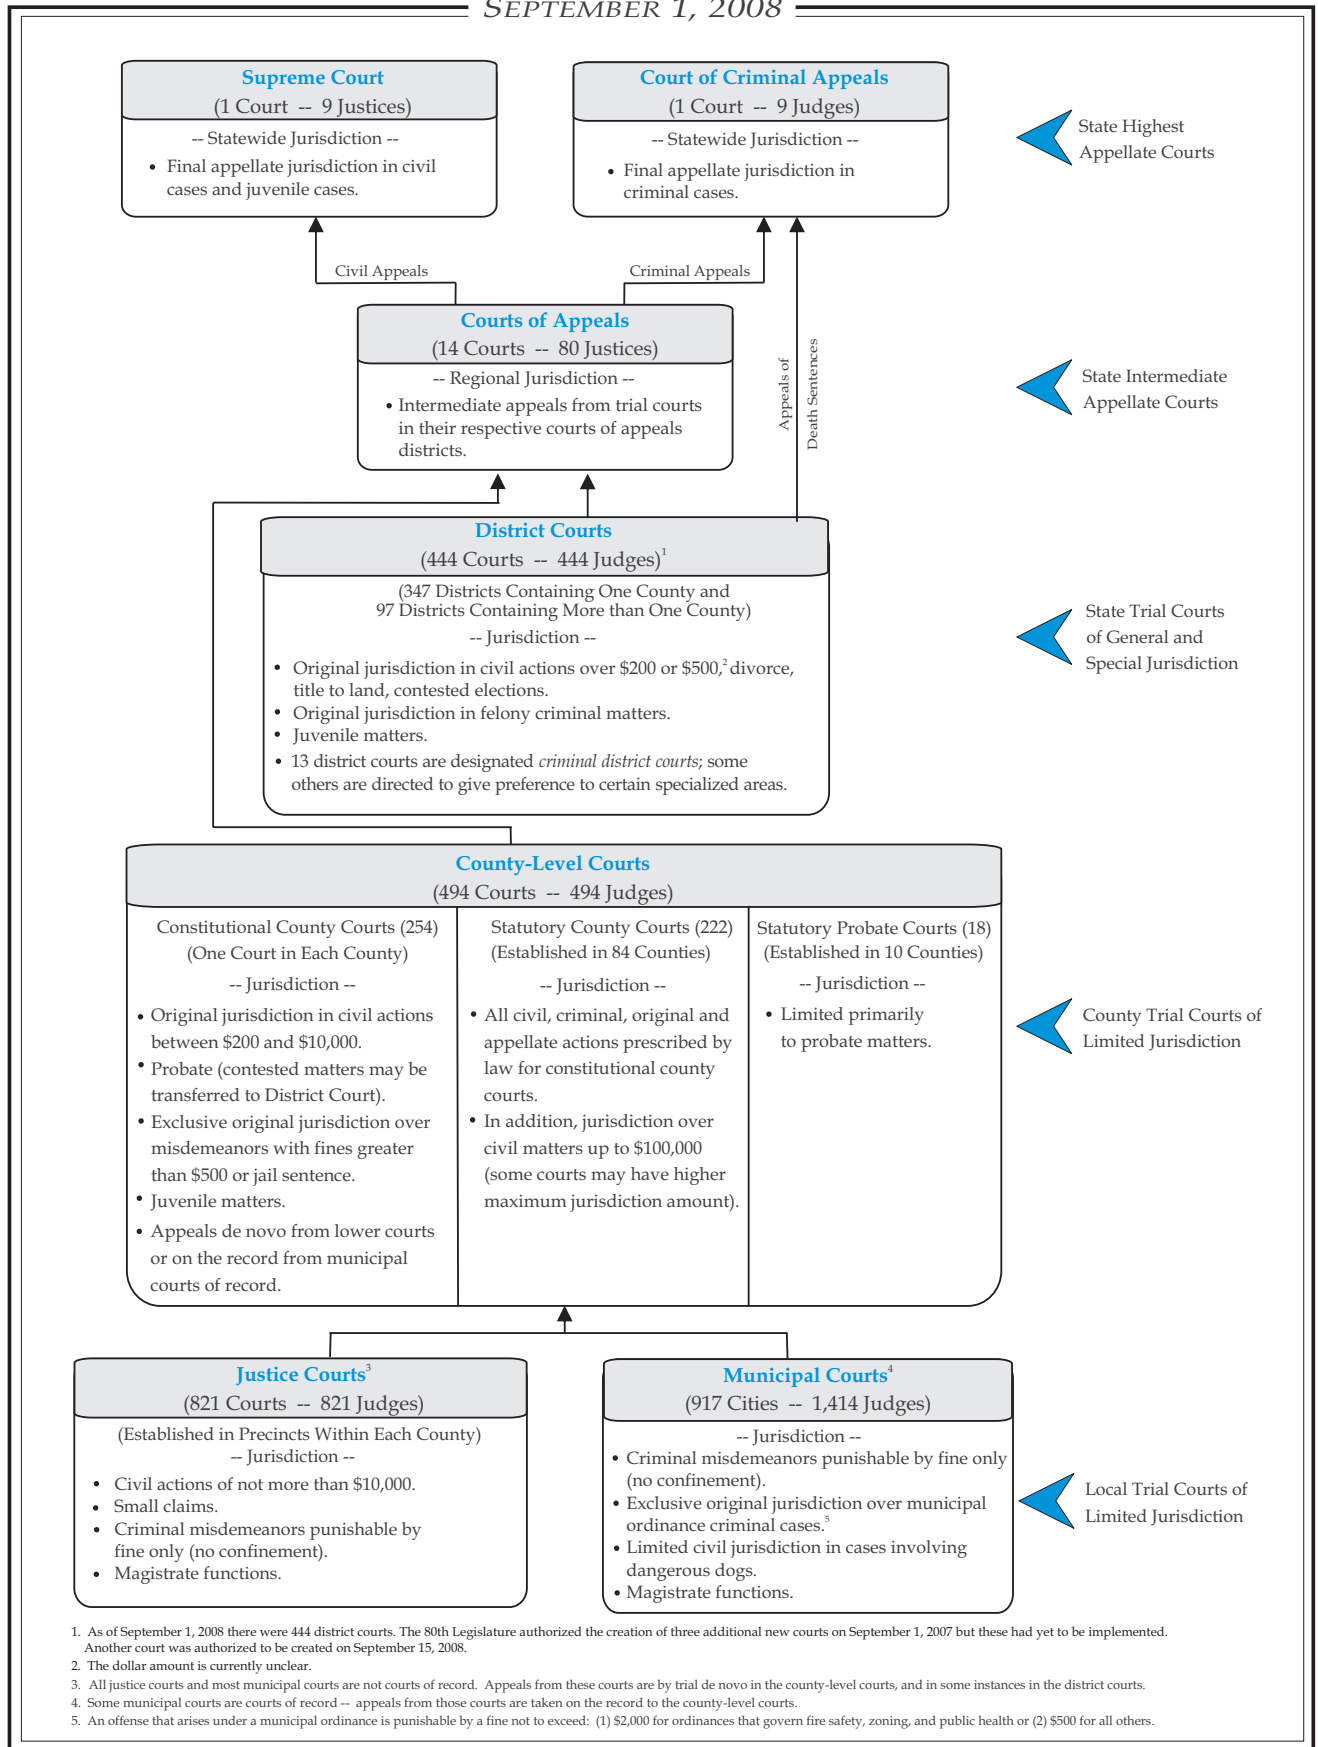 SEPTEMBER 1, 2008
Supreme Court
(1 Court -- 9 Justices)
-- Statewide Jurisdiction --
• Final appellate jurisdiction in civil
cases and juvenile cases.
Court of Criminal Appeals
(1 Court -- 9 Judges)
-- Statewide Jurisdiction --
• Final appellate jurisdiction in
criminal cases.
State Highest
Appellate Courts
Civil Appeals
Criminal Appeals
Appeals of
Death Sentences
Courts of Appeals
(14 Courts -- 80 Justices)
-- Regional Jurisdiction --
• Intermediate appeals from trial courts
in their respective courts of appeals
districts.
State Intermediate
Appellate Courts
District Courts
(444 Courts -- 444 Judges)1
(347 Districts Containing One County and
97 Districts Containing More than One County)
-- Jurisdiction --
• Original jurisdiction in civil actions over $200 or $500,2 divorce,
title to land, contested elections.
• Original jurisdiction in felony criminal matters.
• Juvenile matters.
• 13 district courts are designated criminal district courts; some
others are directed to give preference to certain specialized areas.
State Trial Courts
of General and
Special Jurisdiction
County-Level Courts
(494 Courts -- 494 Judges)
Constitutional County Courts (254)
(One Court in Each County)
-- Jurisdiction --
• Original jurisdiction in civil actions
between $200 and $10,000.
• Probate (contested matters may be
transferred to District Court).
• Exclusive original jurisdiction over
misdemeanors with fines greater
than $500 or jail sentence.
• Juvenile matters.
• Appeals de novo from lower courts
or on the record from municipal
courts of record.
Statutory County Courts (222)
(Established in 84 Counties)
-- Jurisdiction --
• All civil, criminal, original and
appellate actions prescribed by
law for constitutional county
courts.
• In addition, jurisdiction over
civil matters up to $100,000
(some courts may have higher
maximum jurisdiction amount).
Statutory Probate Courts (18)
(Established in 10 Counties)
-- Jurisdiction --
• Limited primarily
to probate matters.
County Trial Courts of
Limited Jurisdiction
Justice Courts3
(821 Courts -- 821 Judges)
(Established in Precincts Within Each County)
-- Jurisdiction --
• Civil actions of not more than $10,000.
• Small claims.
• Criminal misdemeanors punishable by
fine only (no confinement).
• Magistrate functions.
Municipal Courts4
(917 Cities -- 1,414 Judges)
-- Jurisdiction --
• Criminal misdemeanors punishable by fine only
(no confinement).
• Exclusive original jurisdiction over municipal
ordinance criminal cases.5
• Limited civil jurisdiction in cases involving
dangerous dogs.
• Magistrate functions.
Local Trial Courts of
Limited Jurisdiction
1. As of September 1, 2008 there were 444 district courts. The 80th Legislature authorized the creation of three additional new courts on September 1, 2007 but these had yet to be implemented.
Another court was authorized to be created on September 15, 2008.
2. The dollar amount is currently unclear.
3. All justice courts and most municipal courts are not courts of record. Appeals from these courts are by trial de novo in the county-level courts, and in some instances in the district courts.
4. Some municipal courts are courts of record -- appeals from those courts are taken on the record to the county-level courts.
5. An offense that arises under a municipal ordinance is punishable by a fine not to exceed: (1) $2,000 for ordinances that govern fire safety, zoning, and public health or (2) $500 for all others.